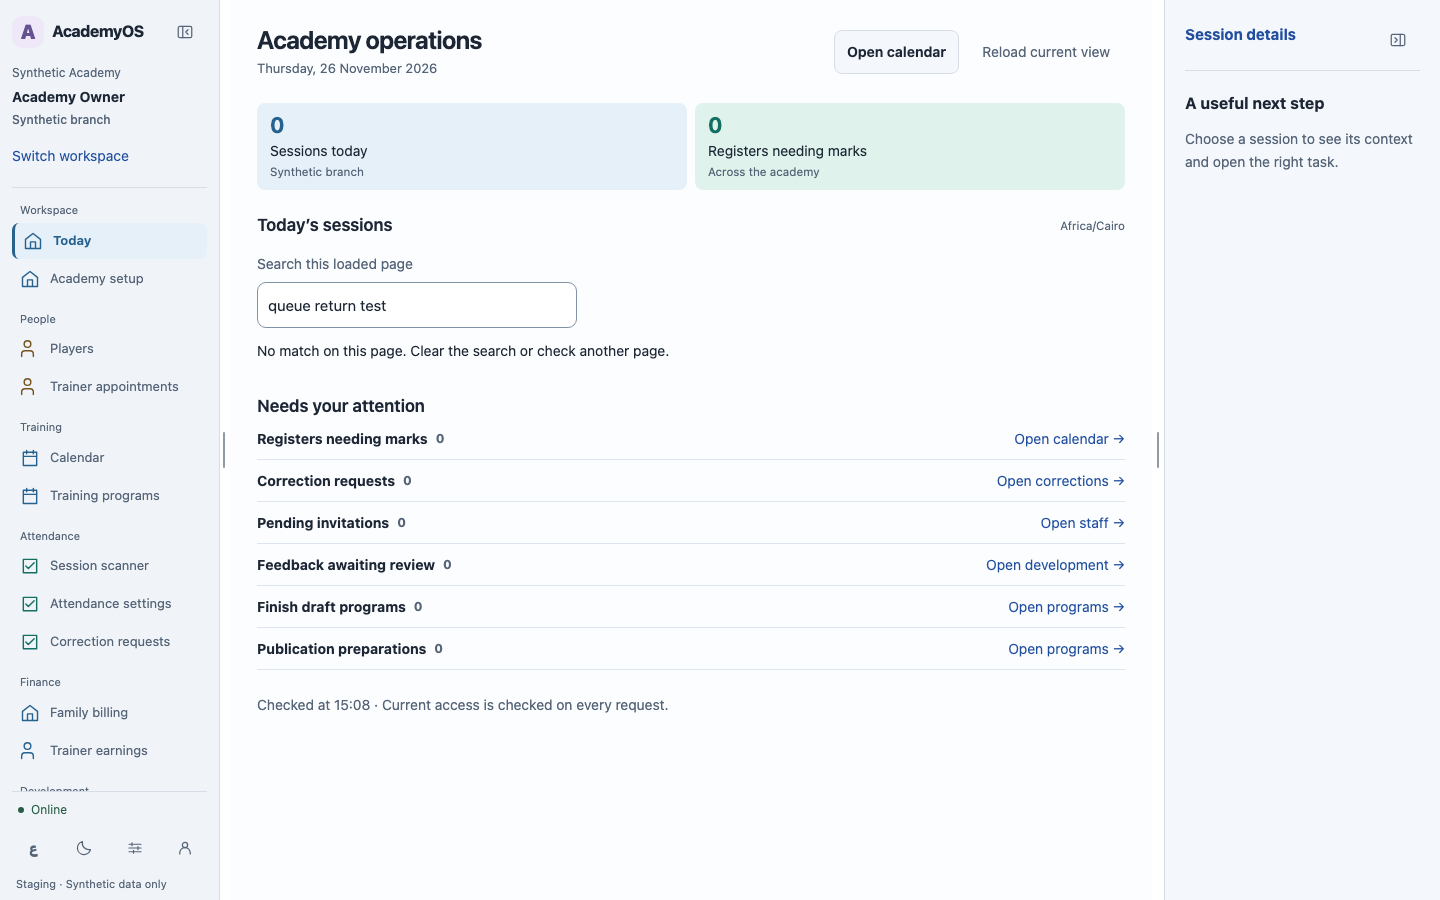 A AcademyOS
Synthetic Academy
Academy Owner
Synthetic branch
Switch workspace
Workspace
Today
Academy setup
People
Players
Trainer appointments
Training
Calendar
Training programs
Attendance
Session scanner
Attendance settings
Correction requests
Finance
Family billing
Trainer earnings
Development
Online
ع
Staging · Synthetic data only
Academy operations
Thursday, 26 November 2026
Open calendar
Reload current view
0
Sessions today
Synthetic branch
0
Registers needing marks
Across the academy
Today’s sessions
Africa/Cairo
Search this loaded page
queue return test
No match on this page. Clear the search or check another page.
Needs your attention
Registers needing marks 0 Open calendar →
Correction requests 0 Open corrections →
Pending invitations 0 Open staff →
Feedback awaiting review 0 Open development →
Finish draft programs 0 Open programs →
Publication preparations 0 Open programs →
Checked at 15:08 · Current access is checked on every request.
Session details
A useful next step
Choose a session to see its context
and open the right task.